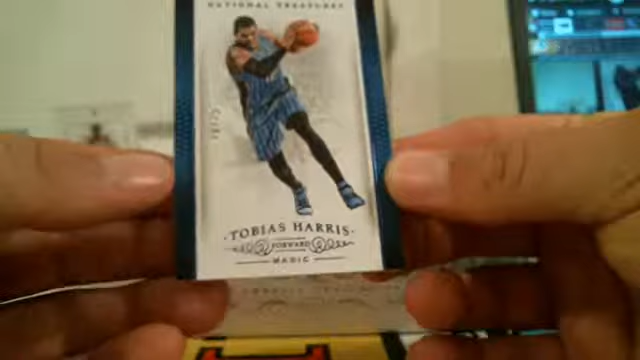 NATIONAL TREASURES
TOBIAS HARRIS
FORWARD
MAGIC